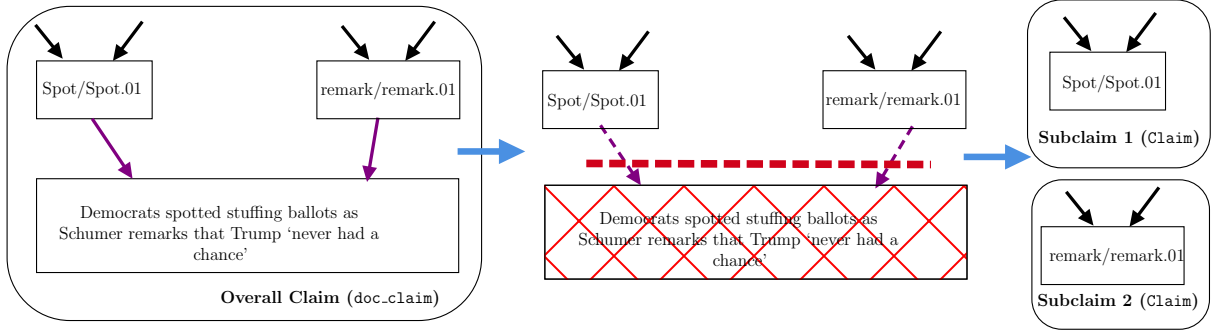 Spot/Spot.01
remark/remark.01
Democrats spotted stuffing ballots as
Schumer remarks that Trump ‘never had a
chance’
Overall Claim (doc_claim)
Spot/Spot.01
remark/remark.01
Democrats spotted stuffing ballots as
Schumer remarks that Trump ‘never had a
chance’
Spot/Spot.01
Subclaim 1 (Claim)
remark/remark.01
Subclaim 2 (Claim)